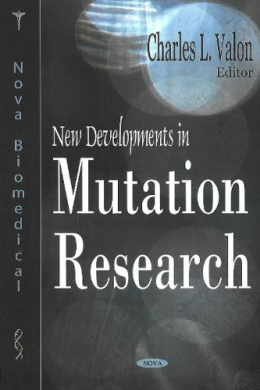 Charles L. Valon
Editor
Nova Biomedical
New Developments in
Mutation
Research
NOVA